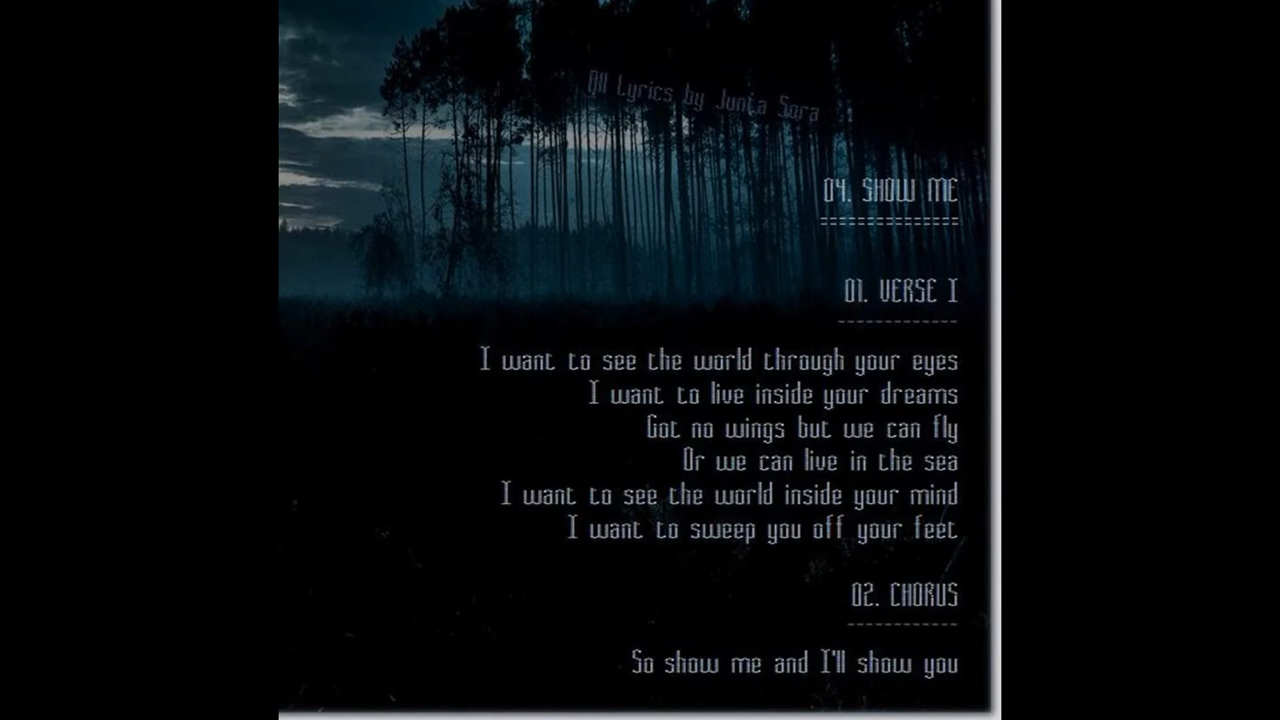 All Lyrics by Junta Sora
04. SHOW ME
===============
01. VERSE I
-------------
I want to see the world through your eyes
I want to live inside your dreams
Got no wings but we can fly
Or we can live in the sea
I want to see the world inside your mind
I want to sweep you off your feet
02. CHORUS
------------
So show me and I'll show you